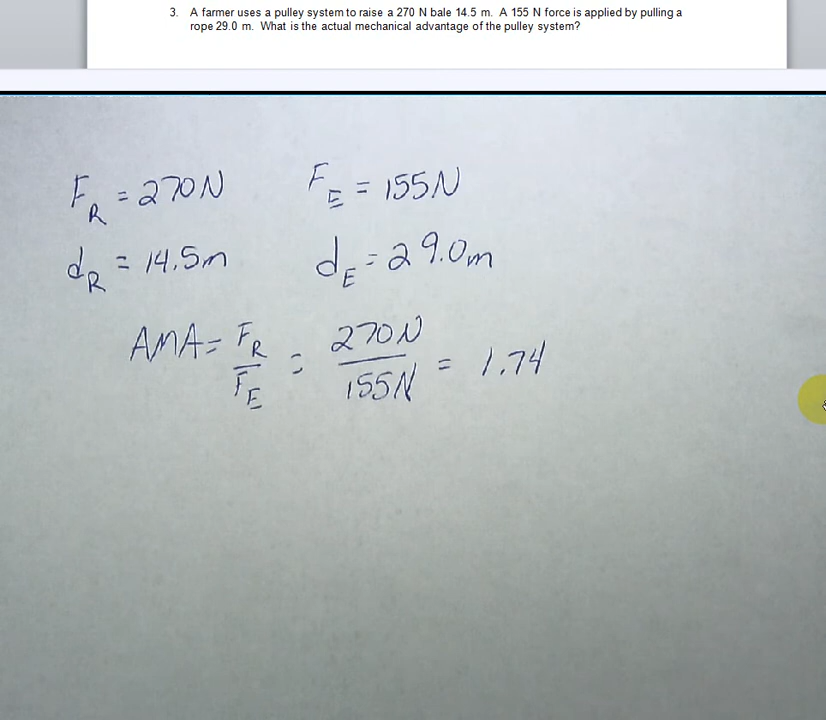 3. A farmer uses a pulley system to raise a 270 N bale 14.5 m. A 155 N force is applied by pulling a
rope 29.0 m. What is the actual mechanical advantage of the pulley system?
F_R = 270N F_E = 155N
d_R = 14.5m d_E = 29.0m
AMA = F_R/F_E = 270N/155N = 1.74